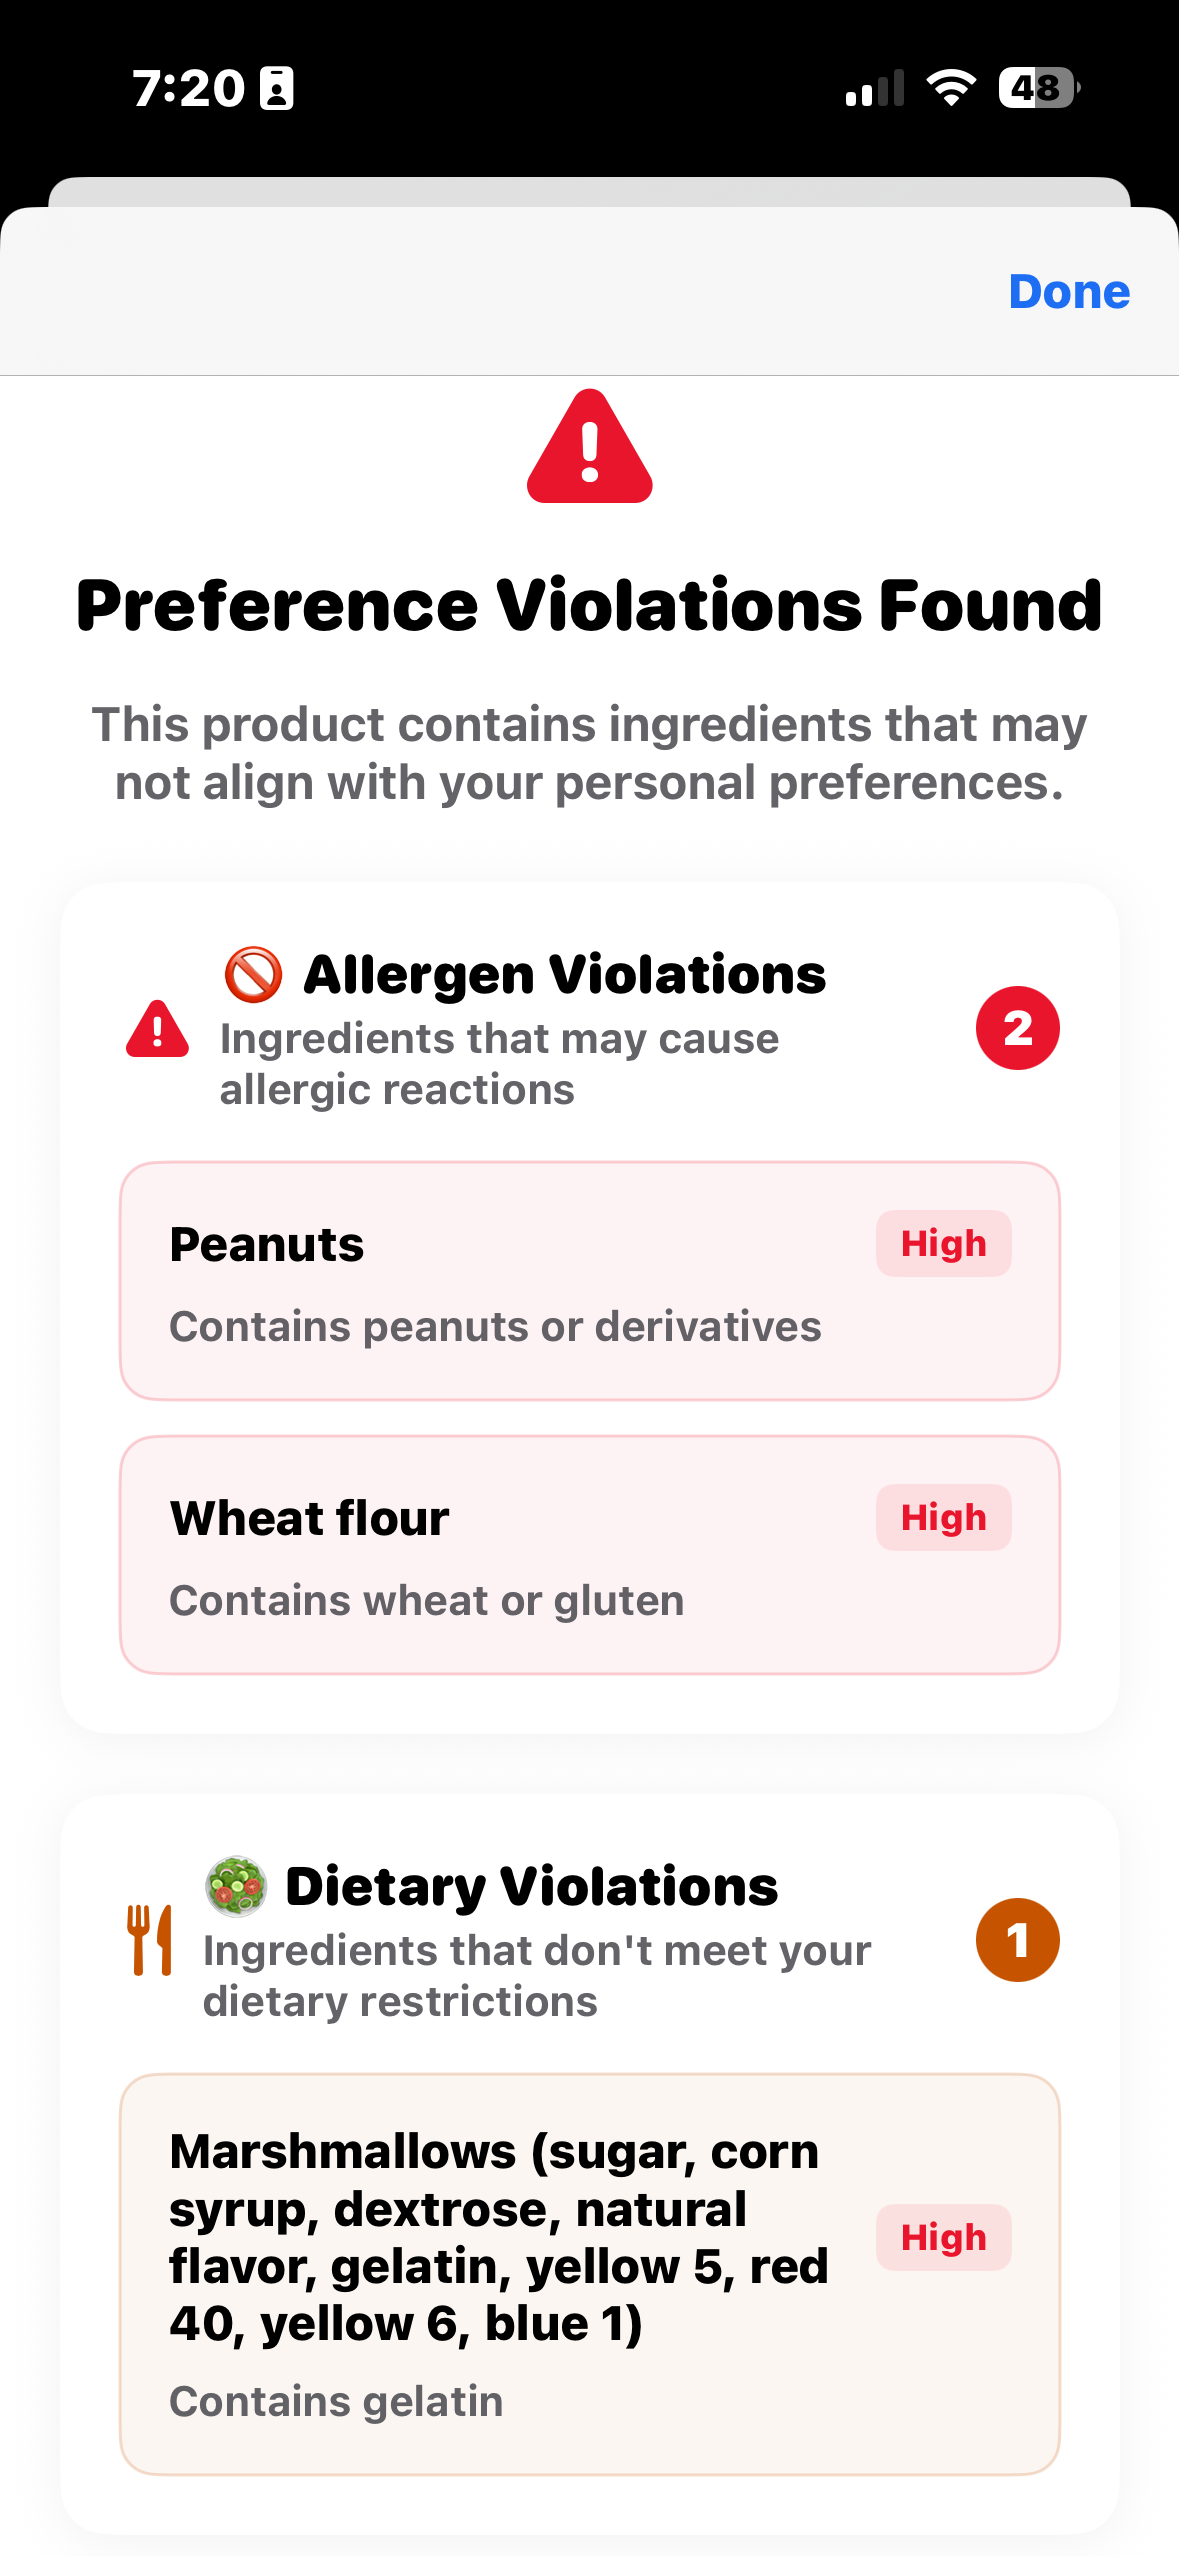 7:20
48
Done
Preference Violations Found
This product contains ingredients that may
not align with your personal preferences.
🚫 Allergen Violations
Ingredients that may cause
allergic reactions
2
Peanuts
High
Contains peanuts or derivatives
Wheat flour
High
Contains wheat or gluten
🥗 Dietary Violations
Ingredients that don't meet your
dietary restrictions
1
Marshmallows (sugar, corn
syrup, dextrose, natural
flavor, gelatin, yellow 5, red
40, yellow 6, blue 1)
High
Contains gelatin